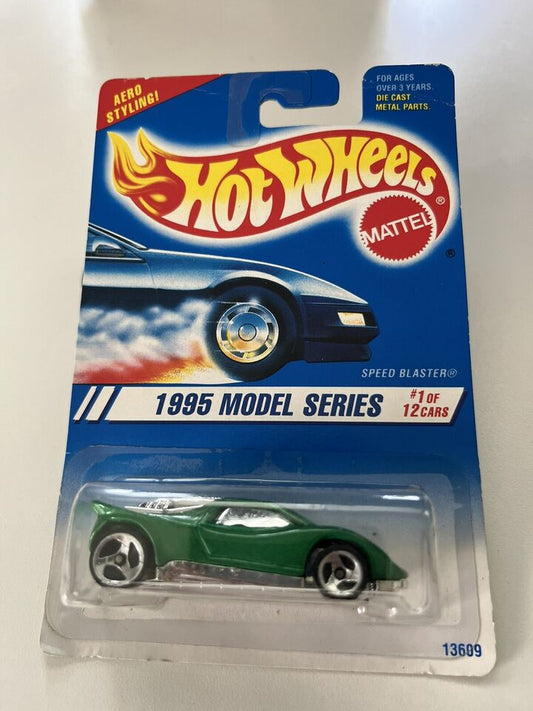 AERO
STYLING!
FOR AGES
OVER 3 YEARS.
DIE CAST
METAL PARTS.
HOT WHEELS®
MATTEL
®
SPEED BLASTER®
1995 MODEL SERIES
#1 OF
12 CARS
13609